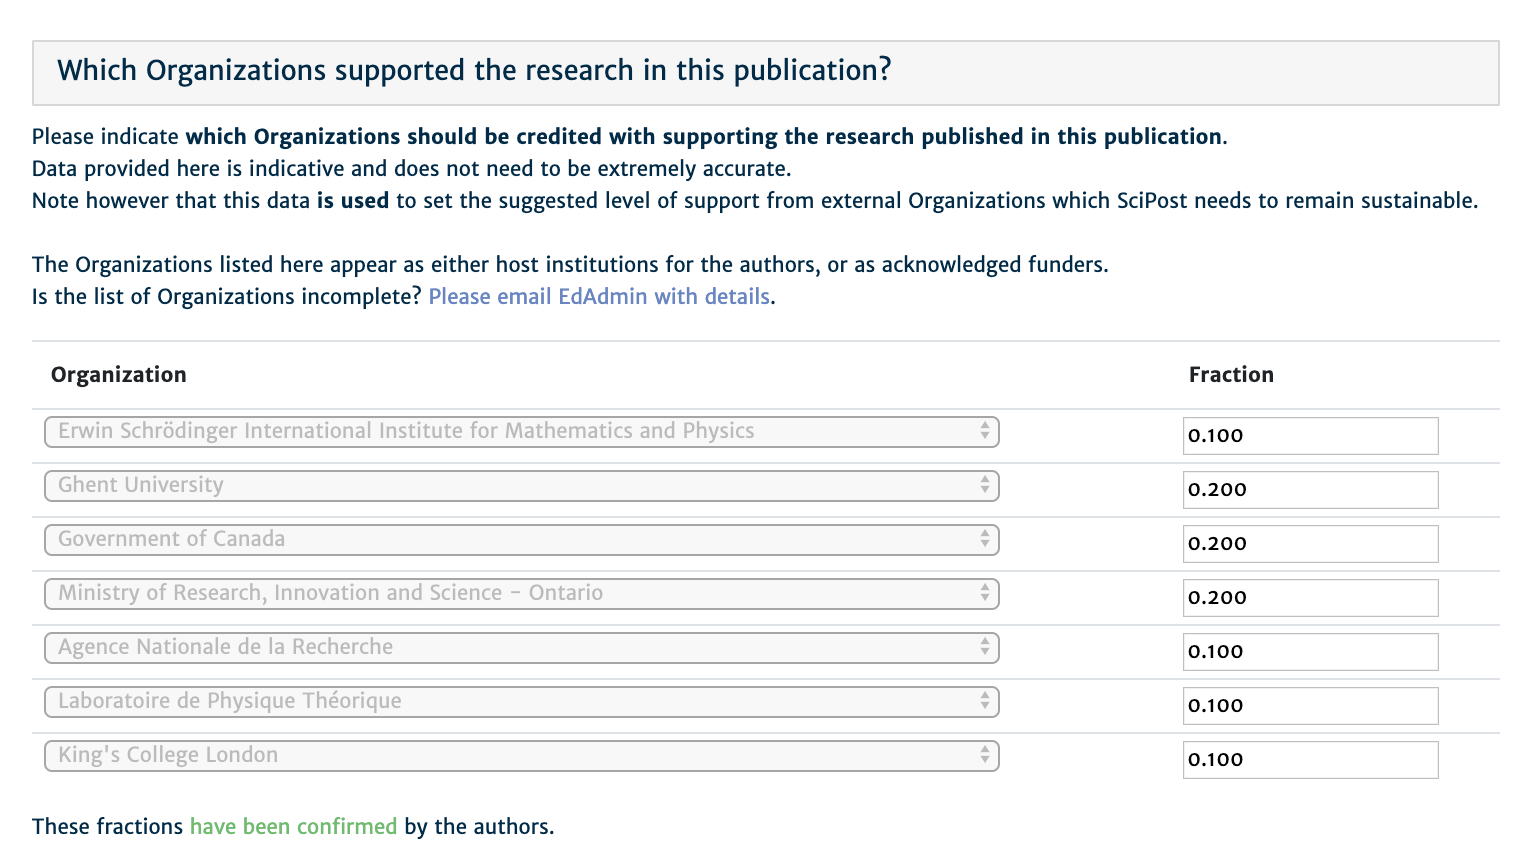 Which Organizations supported the research in this publication?
Please indicate which Organizations should be credited with supporting the research published in this publication.
Data provided here is indicative and does not need to be extremely accurate.
Note however that this data is used to set the suggested level of support from external Organizations which SciPost needs to remain sustainable.
The Organizations listed here appear as either host institutions for the authors, or as acknowledged funders.
Is the list of Organizations incomplete? Please email EdAdmin with details.
Organization Fraction
Erwin Schrödinger International Institute for Mathematics and Physics 0.100
Ghent University 0.200
Government of Canada 0.200
Ministry of Research, Innovation and Science - Ontario 0.200
Agence Nationale de la Recherche 0.100
Laboratoire de Physique Théorique 0.100
King's College London 0.100
These fractions have been confirmed by the authors.